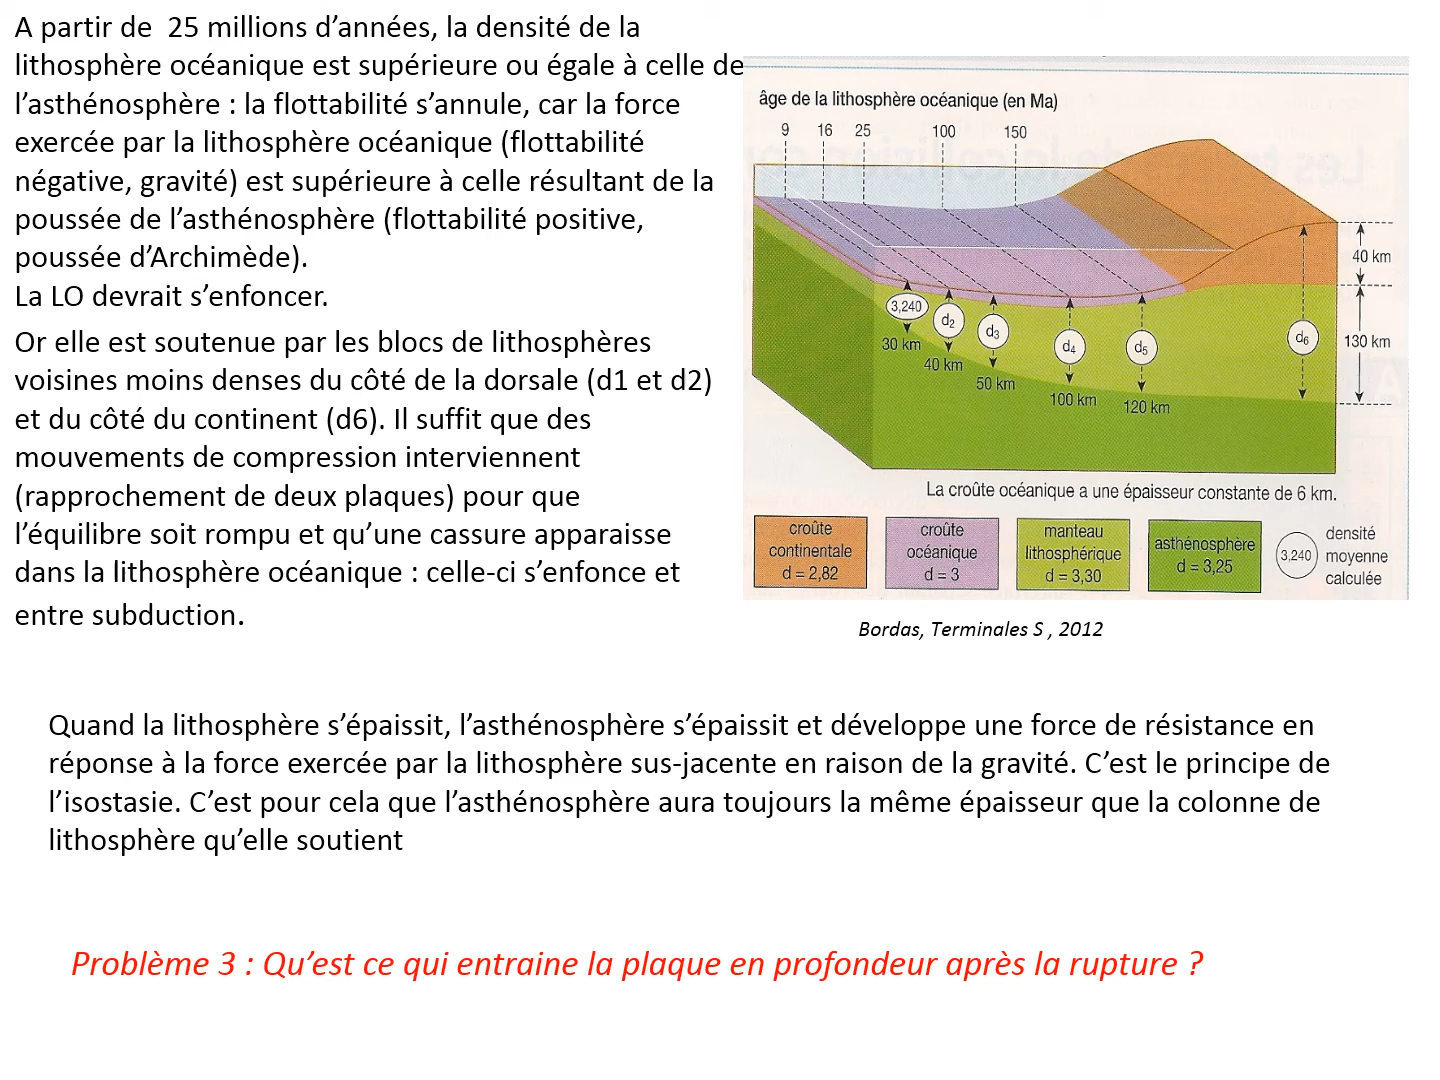 A partir de  25 millions d’années, la densité de la
lithosphère océanique est supérieure ou égale à celle de
l’asthénosphère : la flottabilité s’annule, car la force
exercée par la lithosphère océanique (flottabilité
négative, gravité) est supérieure à celle résultant de la
poussée de l’asthénosphère (flottabilité positive,
poussée d’Archimède).
La LO devrait s’enfoncer.
Or elle est soutenue par les blocs de lithosphères
voisines moins denses du côté de la dorsale (d1 et d2)
et du côté du continent (d6). Il suffit que des
mouvements de compression interviennent
(rapprochement de deux plaques) pour que
l’équilibre soit rompu et qu’une cassure apparaisse
dans la lithosphère océanique : celle-ci s’enfonce et
entre subduction.
âge de la lithosphère océanique (en Ma)
9 16 25 100 150
40 km
3,240 d2 d3 d4 d5 d6
130 km
30 km
40 km
50 km
100 km
120 km
La croûte océanique a une épaisseur constante de 6 km.
croûte
continentale
d = 2,82
croûte
océanique
d = 3
manteau
lithosphérique
d = 3,30
asthénosphère
d = 3,25
3,240
densité
moyenne
calculée
Bordas, Terminales S , 2012
Quand la lithosphère s’épaissit, l’asthénosphère s’épaissit et développe une force de résistance en
réponse à la force exercée par la lithosphère sus-jacente en raison de la gravité. C’est le principe de
l’isostasie. C’est pour cela que l’asthénosphère aura toujours la même épaisseur que la colonne de
lithosphère qu’elle soutient
Problème 3 : Qu’est ce qui entraine la plaque en profondeur après la rupture ?